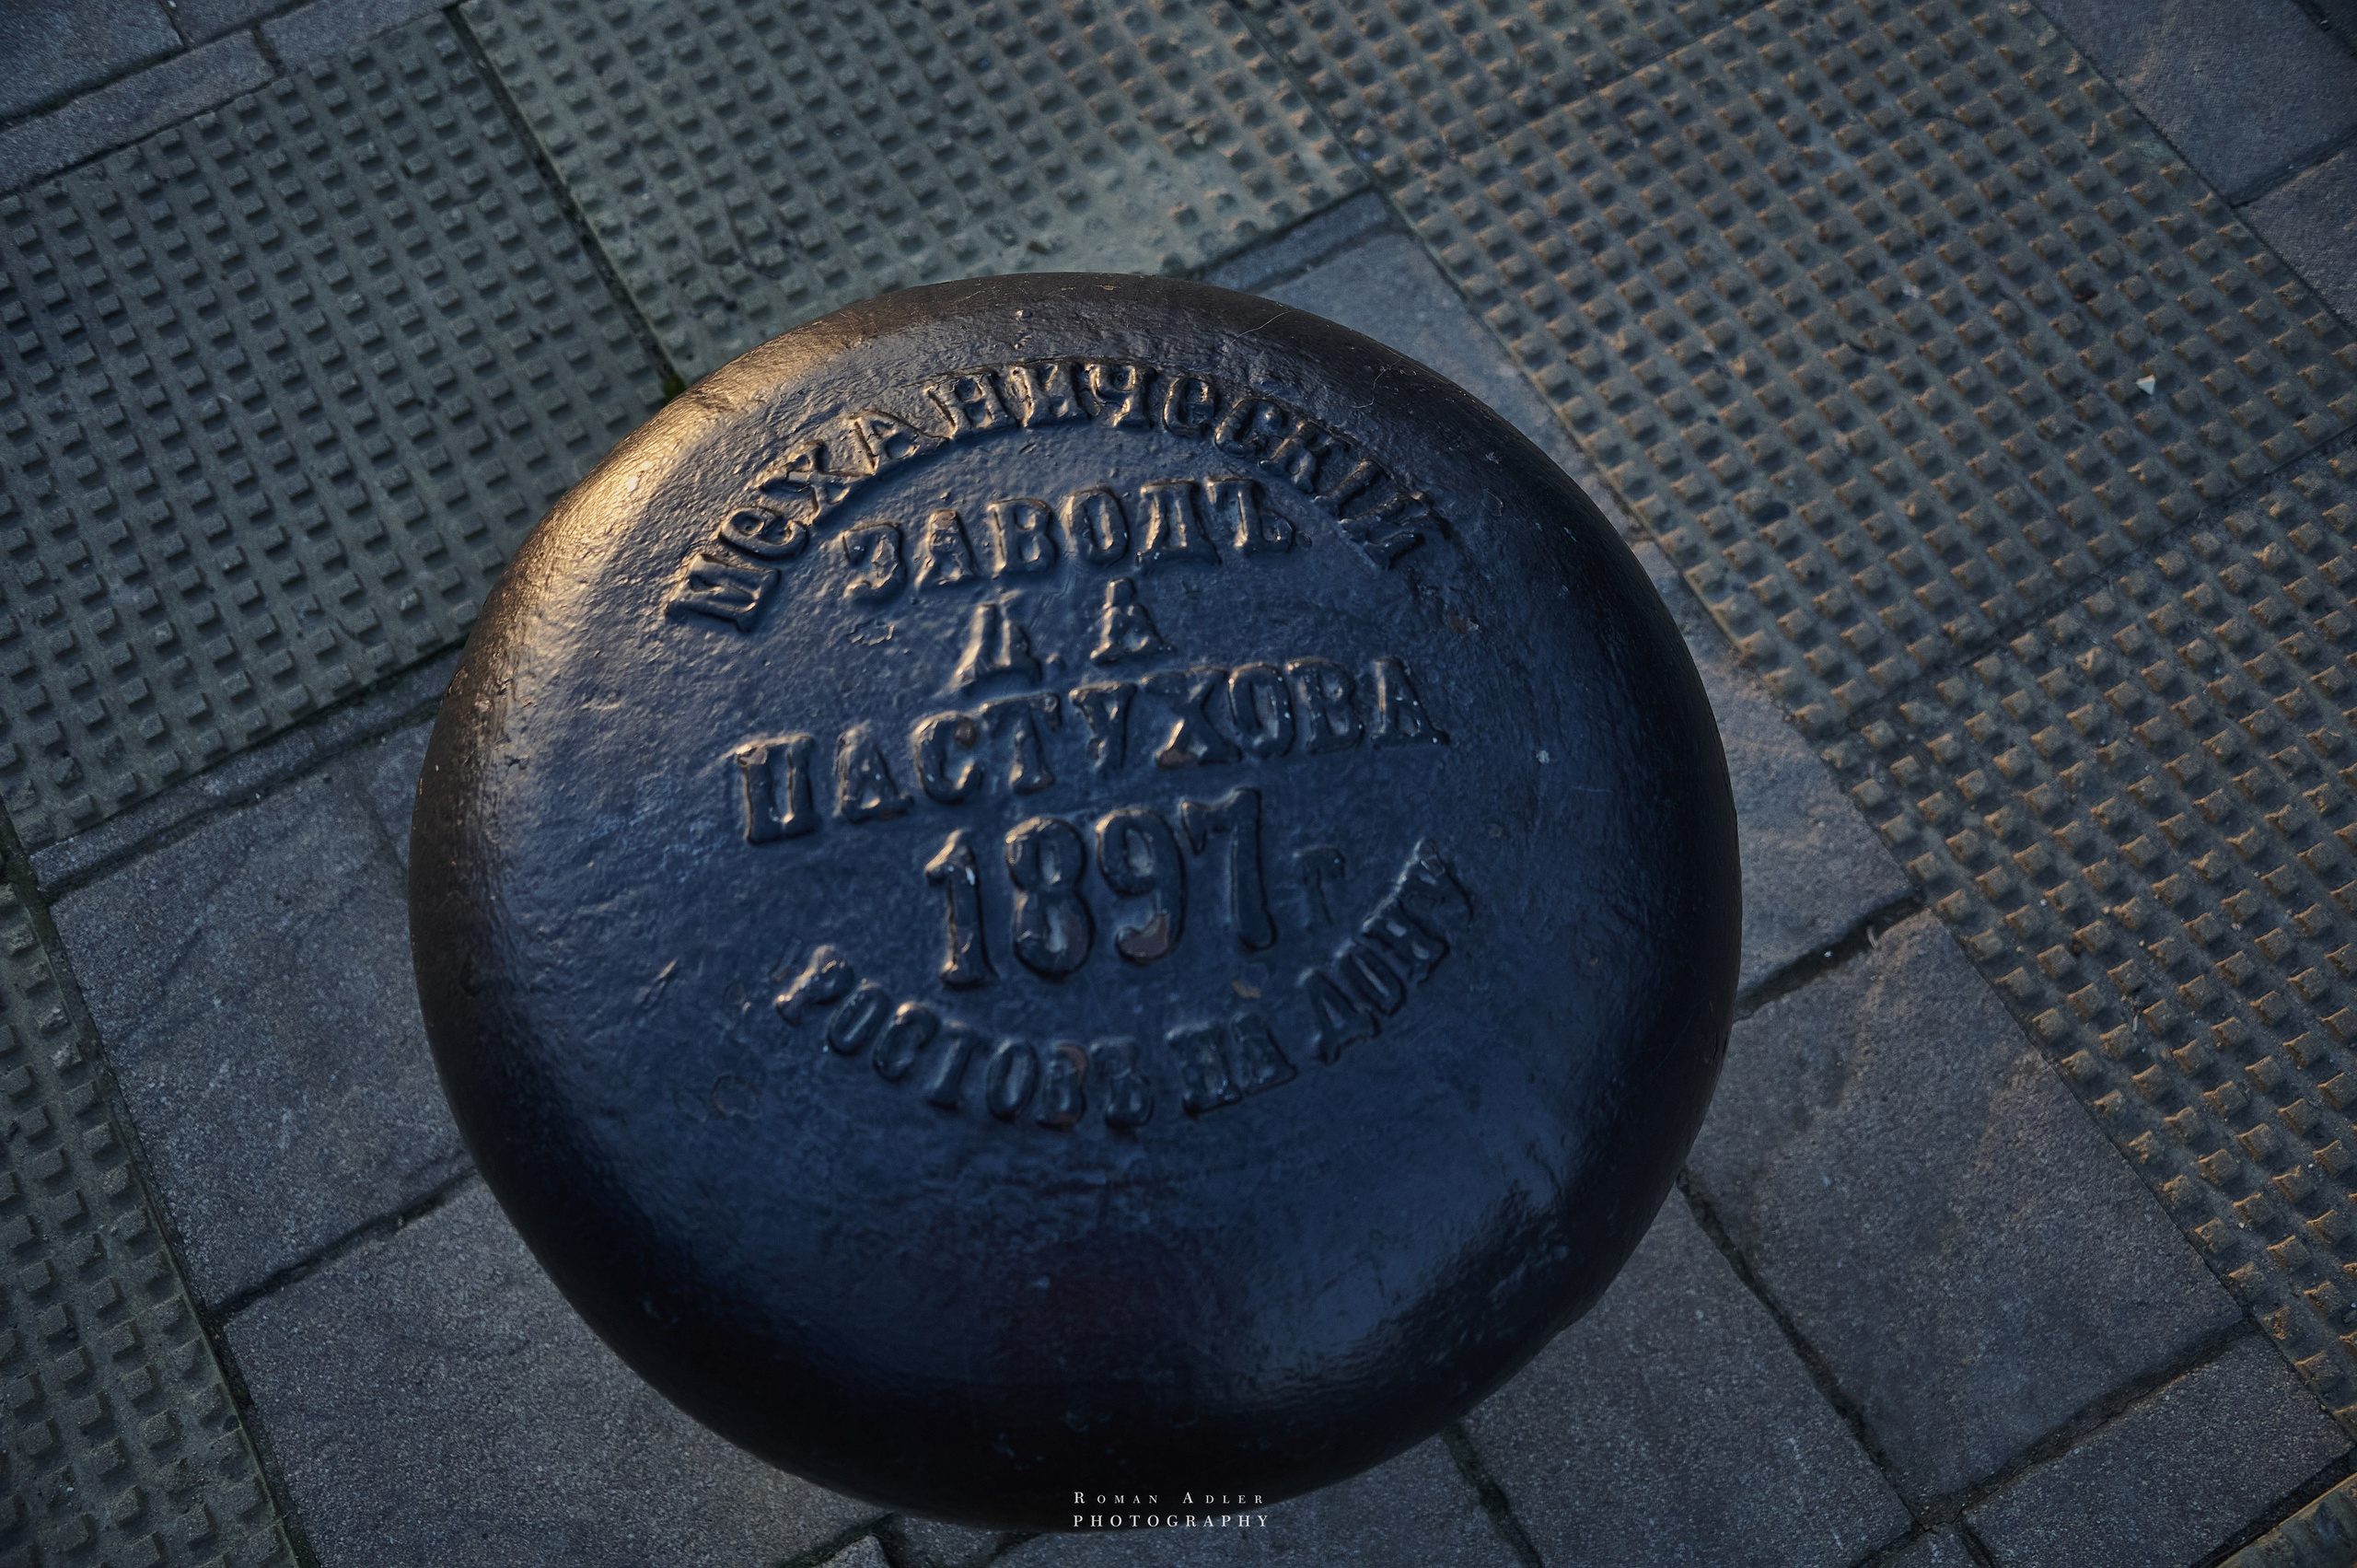 МеХАНИЧеСКIЙ
ЗАВОДЪ
Д. А
ПАСТУХОВА
1897 Г
РОСТОВЪ НА ДОНУ
ROMAN ADLER
PHOTOGRAPHY